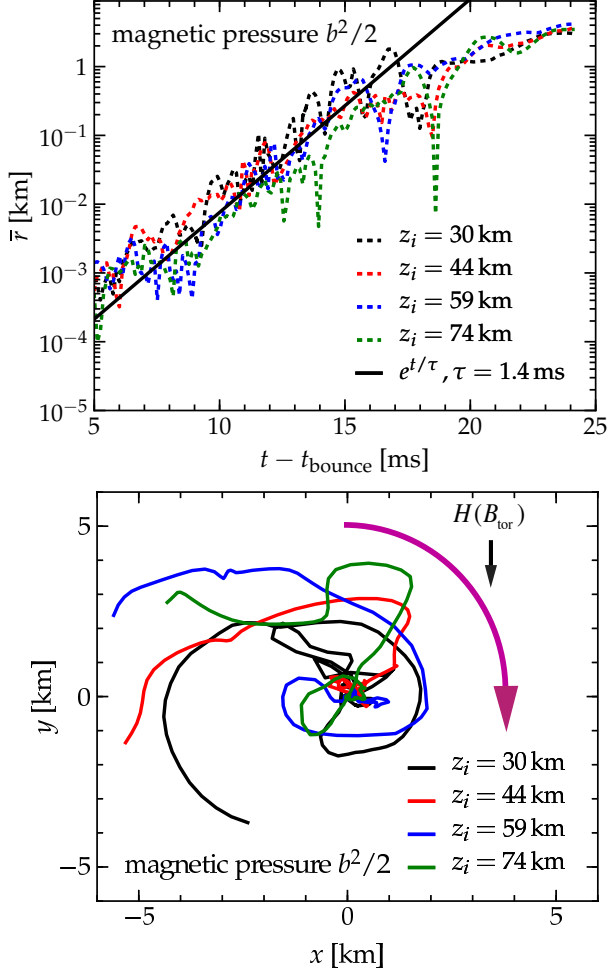 magnetic pressure b²/2
1
10⁻¹
10⁻²
10⁻³
10⁻⁴
10⁻⁵
r̄ [km]
z_i = 30 km
z_i = 44 km
z_i = 59 km
z_i = 74 km
e^{t/τ}, τ = 1.4 ms
5 10 15 20 25
t − t_bounce [ms]
H(B_tor)
5
0
−5
y [km]
z_i = 30 km
z_i = 44 km
z_i = 59 km
z_i = 74 km
magnetic pressure b²/2
−5 0 5
x [km]